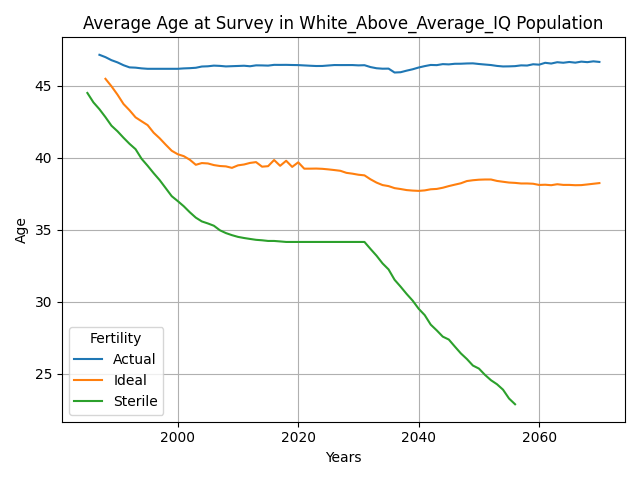 Average Age at Survey in White_Above_Average_IQ Population
Age
45
40
35
30
25
Fertility
Actual
Ideal
Sterile
2000
2020
2040
2060
Years